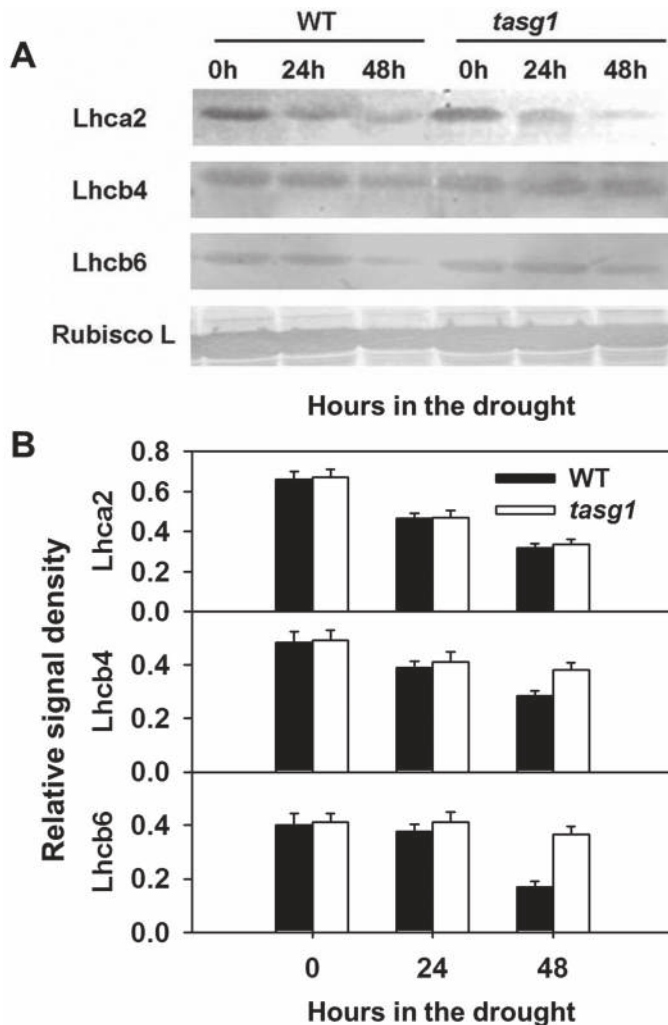 WT tasg1
A
0h 24h 48h 0h 24h 48h
Lhca2
Lhcb4
Lhcb6
Rubisco L
Hours in the drought
B
0.8
0.6
0.4
0.2
0.0
Lhca2
WT
tasg1
0.4
0.2
0.0
Lhcb4
0.4
0.2
0.0
Lhcb6
Relative signal density
0 24 48
Hours in the drought